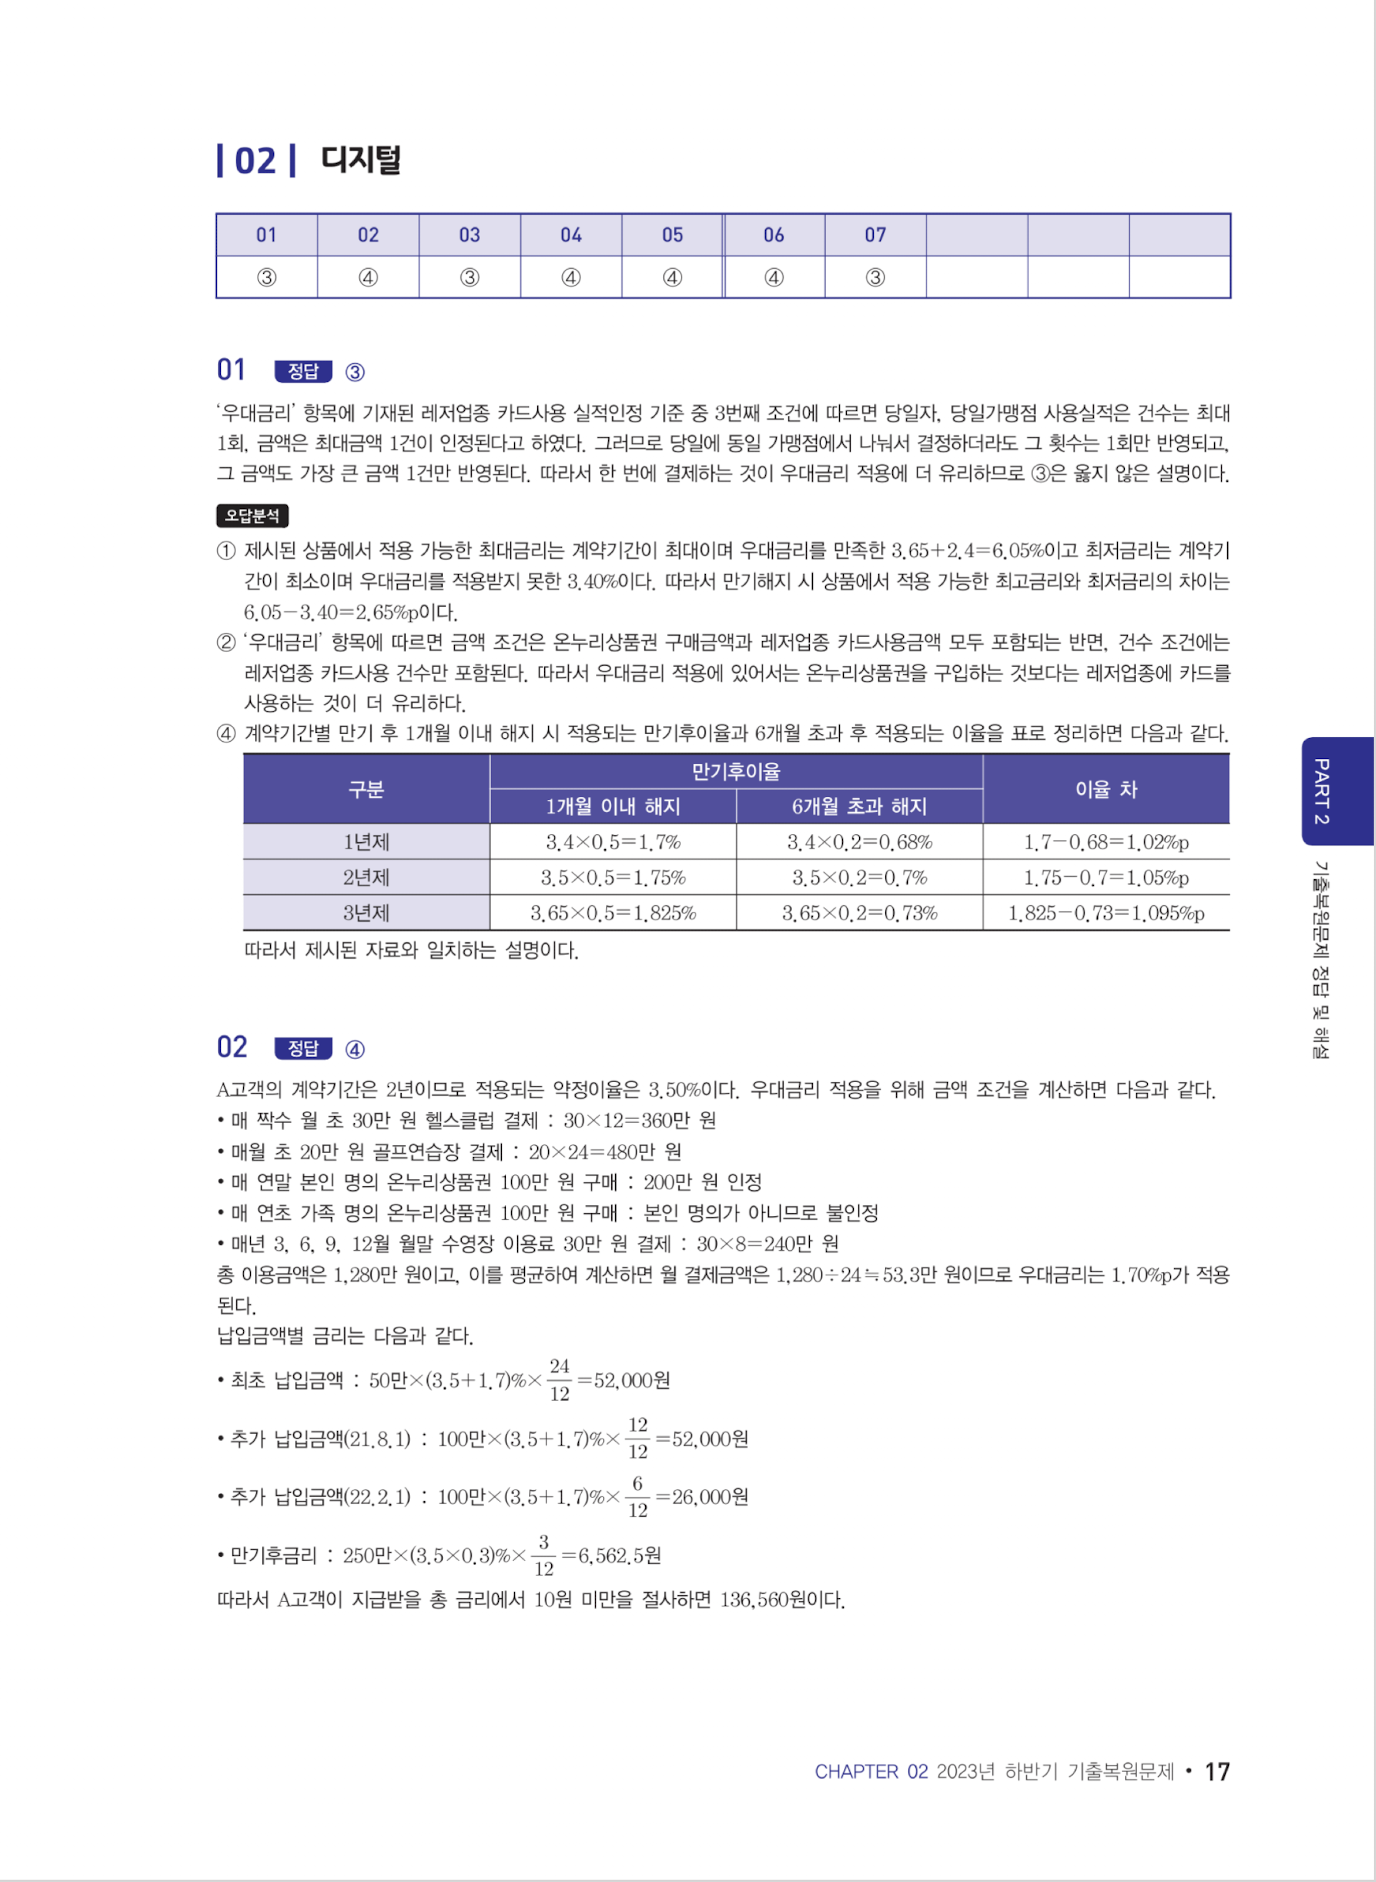 |02| 디지털
01 02 03 04 05 06 07
③ ④ ③ ④ ④ ④ ③
01 정답 ③
‘우대금리’ 항목에 기재된 레저업종 카드사용 실적인정 기준 중 3번째 조건에 따르면 당일자, 당일가맹점 사용실적은 건수는 최대
1회, 금액은 최대금액 1건이 인정된다고 하였다. 그러므로 당일에 동일 가맹점에서 나눠서 결정하더라도 그 횟수는 1회만 반영되고,
그 금액도 가장 큰 금액 1건만 반영된다. 따라서 한 번에 결제하는 것이 우대금리 적용에 더 유리하므로 ③은 옳지 않은 설명이다.
오답분석
① 제시된 상품에서 적용 가능한 최대금리는 계약기간이 최대이며 우대금리를 만족한 3.65+2.4=6.05%이고 최저금리는 계약기
간이 최소이며 우대금리를 적용받지 못한 3.40%이다. 따라서 만기해지 시 상품에서 적용 가능한 최고금리와 최저금리의 차이는
6.05-3.40=2.65%p이다.
② ‘우대금리’ 항목에 따르면 금액 조건은 온누리상품권 구매금액과 레저업종 카드사용금액 모두 포함되는 반면, 건수 조건에는
레저업종 카드사용 건수만 포함된다. 따라서 우대금리 적용에 있어서는 온누리상품권을 구입하는 것보다는 레저업종에 카드를
사용하는 것이 더 유리하다.
④ 계약기간별 만기 후 1개월 이내 해지 시 적용되는 만기후이율과 6개월 초과 후 적용되는 이율을 표로 정리하면 다음과 같다.
구분 만기후이율 이율 차
1개월 이내 해지 6개월 초과 해지
1년제 3.4×0.5=1.7% 3.4×0.2=0.68% 1.7-0.68=1.02%p
2년제 3.5×0.5=1.75% 3.5×0.2=0.7% 1.75-0.7=1.05%p
3년제 3.65×0.5=1.825% 3.65×0.2=0.73% 1.825-0.73=1.095%p
따라서 제시된 자료와 일치하는 설명이다.
02 정답 ④
A고객의 계약기간은 2년이므로 적용되는 약정이율은 3.50%이다. 우대금리 적용을 위해 금액 조건을 계산하면 다음과 같다.
• 매 짝수 월 초 30만 원 헬스클럽 결제 : 30×12=360만 원
• 매월 초 20만 원 골프연습장 결제 : 20×24=480만 원
• 매 연말 본인 명의 온누리상품권 100만 원 구매 : 200만 원 인정
• 매 연초 가족 명의 온누리상품권 100만 원 구매 : 본인 명의가 아니므로 불인정
• 매년 3, 6, 9, 12월 월말 수영장 이용료 30만 원 결제 : 30×8=240만 원
총 이용금액은 1,280만 원이고, 이를 평균하여 계산하면 월 결제금액은 1,280÷24≒53.3만 원이므로 우대금리는 1.70%p가 적용
된다.
납입금액별 금리는 다음과 같다.
• 최초 납입금액 : 50만×(3.5+1.7)%×24/12=52,000원
• 추가 납입금액(21.8.1) : 100만×(3.5+1.7)%×12/12=52,000원
• 추가 납입금액(22.2.1) : 100만×(3.5+1.7)%×6/12=26,000원
• 만기후금리 : 250만×(3.5×0.3)%×3/12=6,562.5원
따라서 A고객이 지급받을 총 금리에서 10원 미만을 절사하면 136,560원이다.
PART 2 기출복원문제 정답 및 해설
CHAPTER 02 2023년 하반기 기출복원문제 • 17